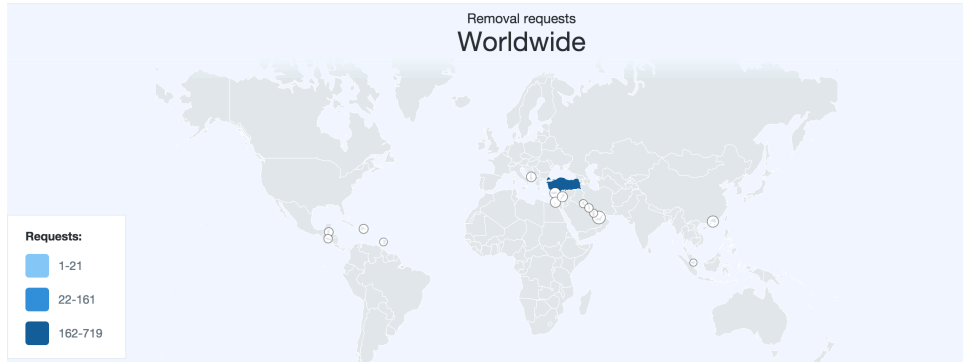 Removal requests
Worldwide
Requests:
1-21
22-161
162-719